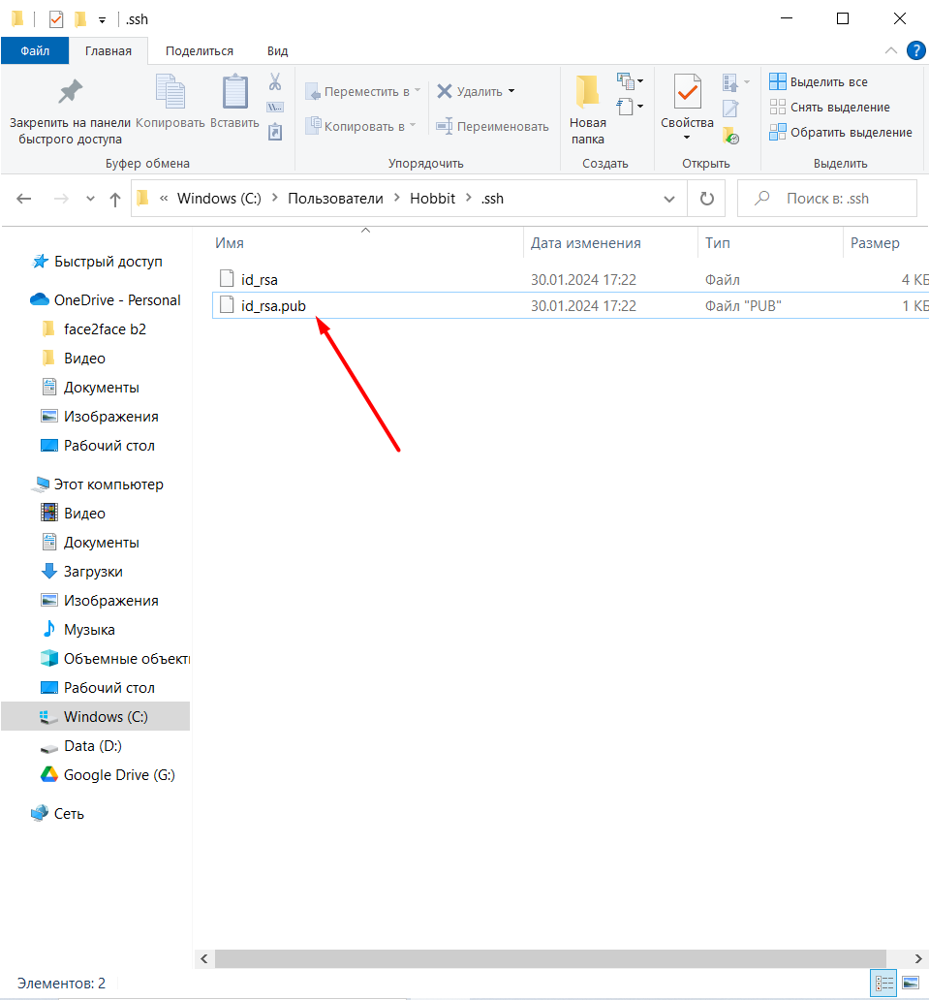 .ssh
Файл Главная Поделиться Вид
?
Закрепить на панели
быстрого доступа
Копировать
Вставить
Буфер обмена
Переместить в
Копировать в
Удалить
Переименовать
Упорядочить
Новая
папка
Создать
Свойства
Открыть
Выделить все
Снять выделение
Обратить выделение
Выделить
« Windows (C:) > Пользователи > Hobbit > .ssh
Поиск в: .ssh
Имя Дата изменения Тип Размер
id_rsa 30.01.2024 17:22 Файл 4 КБ
id_rsa.pub 30.01.2024 17:22 Файл "PUB" 1 КБ
Быстрый доступ
OneDrive - Personal
face2face b2
Видео
Документы
Изображения
Рабочий стол
Этот компьютер
Видео
Документы
Загрузки
Изображения
Музыка
Объемные объект
Рабочий стол
Windows (C:)
Data (D:)
Google Drive (G:)
Сеть
Элементов: 2